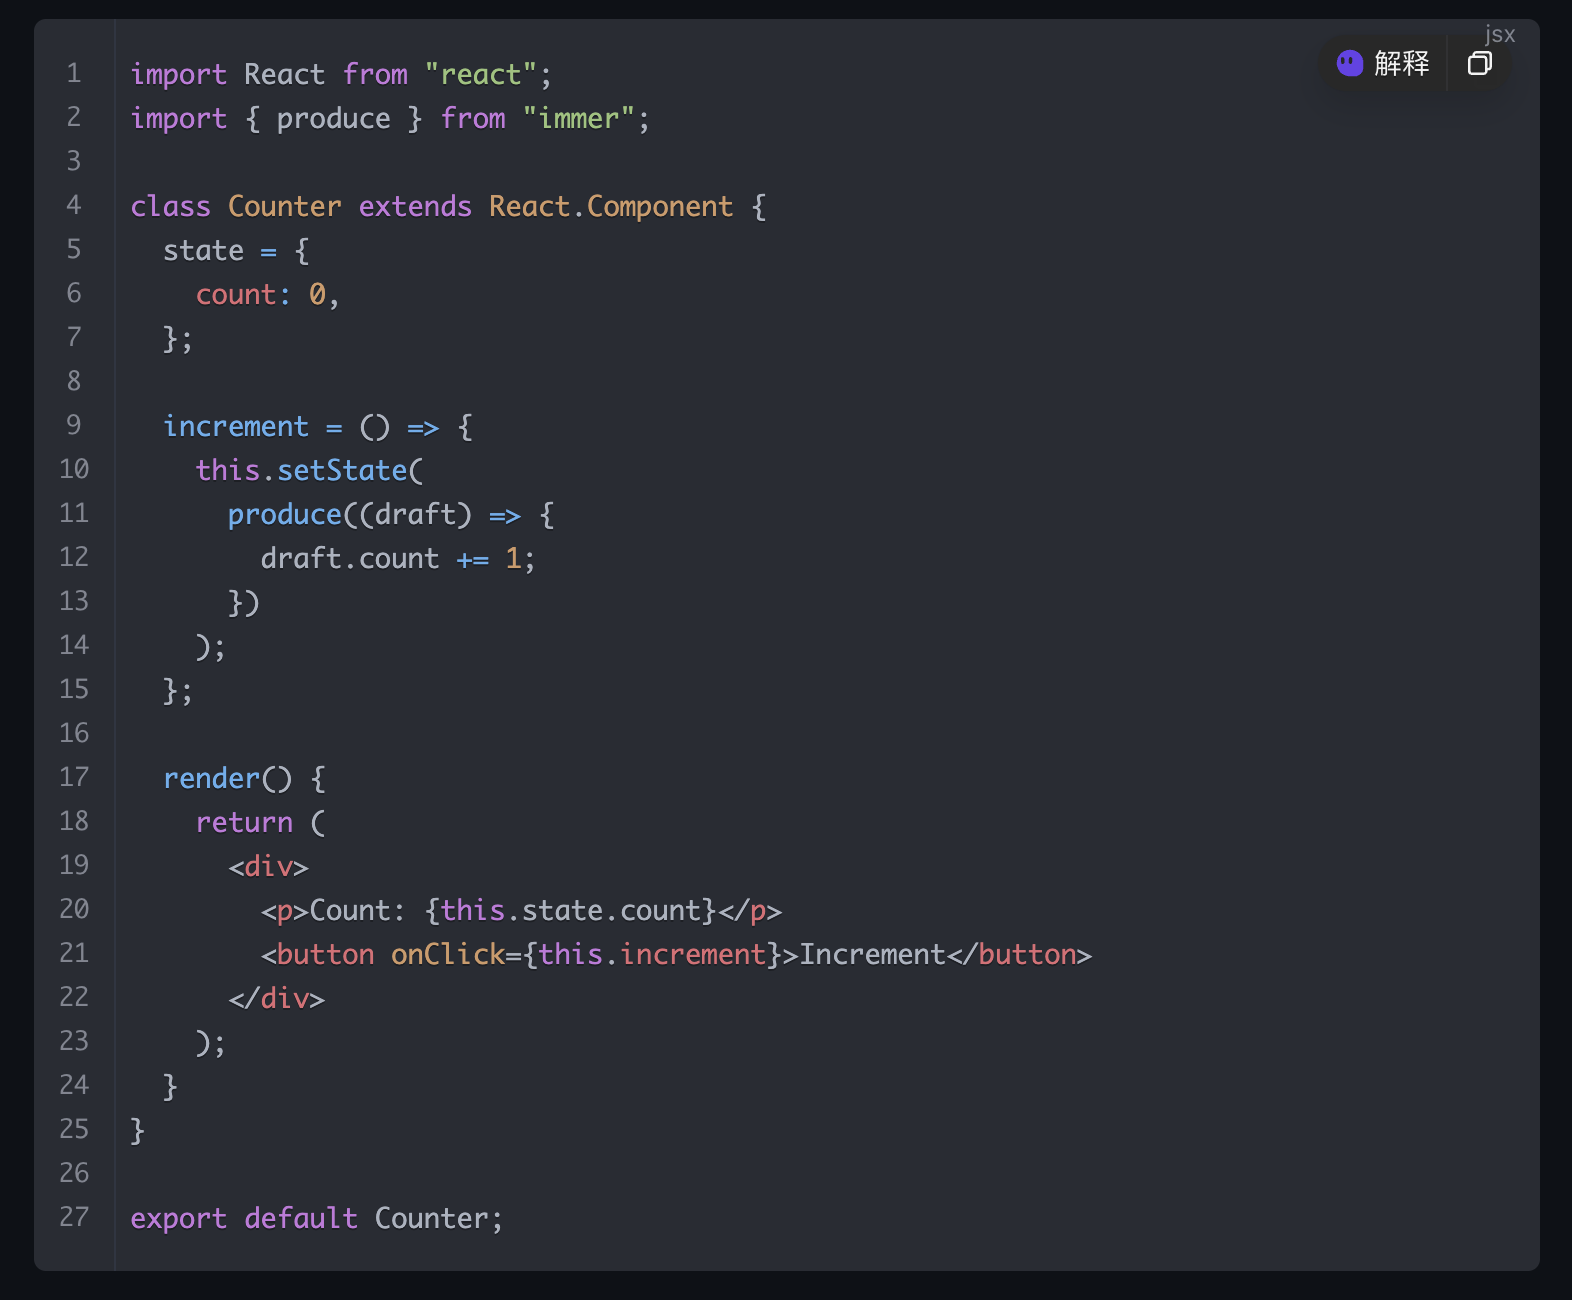 jsx
解释
1 import React from "react";
2 import { produce } from "immer";
3
4 class Counter extends React.Component {
5   state = {
6     count: 0,
7   };
8
9   increment = () => {
10     this.setState(
11       produce((draft) => {
12         draft.count += 1;
13       })
14     );
15   };
16
17   render() {
18     return (
19       <div>
20         <p>Count: {this.state.count}</p>
21         <button onClick={this.increment}>Increment</button>
22       </div>
23     );
24   }
25 }
26
27 export default Counter;